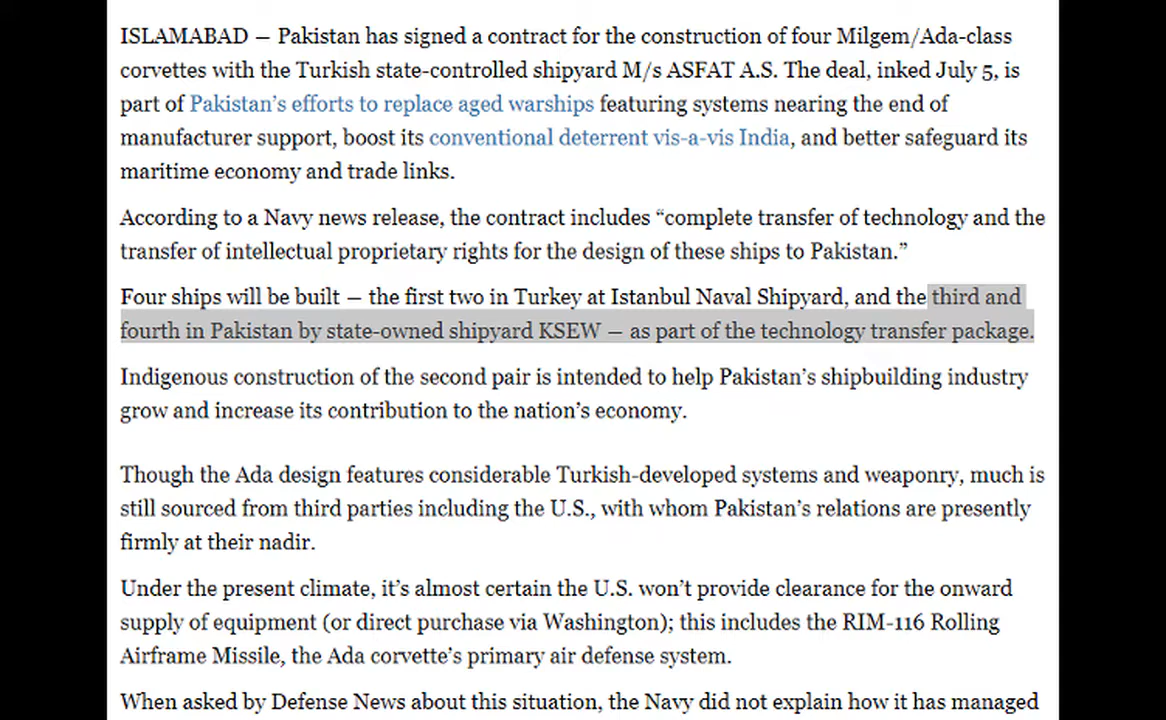 ISLAMABAD — Pakistan has signed a contract for the construction of four Milgem/Ada-class
corvettes with the Turkish state-controlled shipyard M/s ASFAT A.S. The deal, inked July 5, is
part of Pakistan's efforts to replace aged warships featuring systems nearing the end of
manufacturer support, boost its conventional deterrent vis-a-vis India, and better safeguard its
maritime economy and trade links.
According to a Navy news release, the contract includes “complete transfer of technology and the
transfer of intellectual proprietary rights for the design of these ships to Pakistan.”
Four ships will be built — the first two in Turkey at Istanbul Naval Shipyard, and the third and
fourth in Pakistan by state-owned shipyard KSEW — as part of the technology transfer package.
Indigenous construction of the second pair is intended to help Pakistan's shipbuilding industry
grow and increase its contribution to the nation's economy.
Though the Ada design features considerable Turkish-developed systems and weaponry, much is
still sourced from third parties including the U.S., with whom Pakistan's relations are presently
firmly at their nadir.
Under the present climate, it's almost certain the U.S. won't provide clearance for the onward
supply of equipment (or direct purchase via Washington); this includes the RIM-116 Rolling
Airframe Missile, the Ada corvette's primary air defense system.
When asked by Defense News about this situation, the Navy did not explain how it has managed